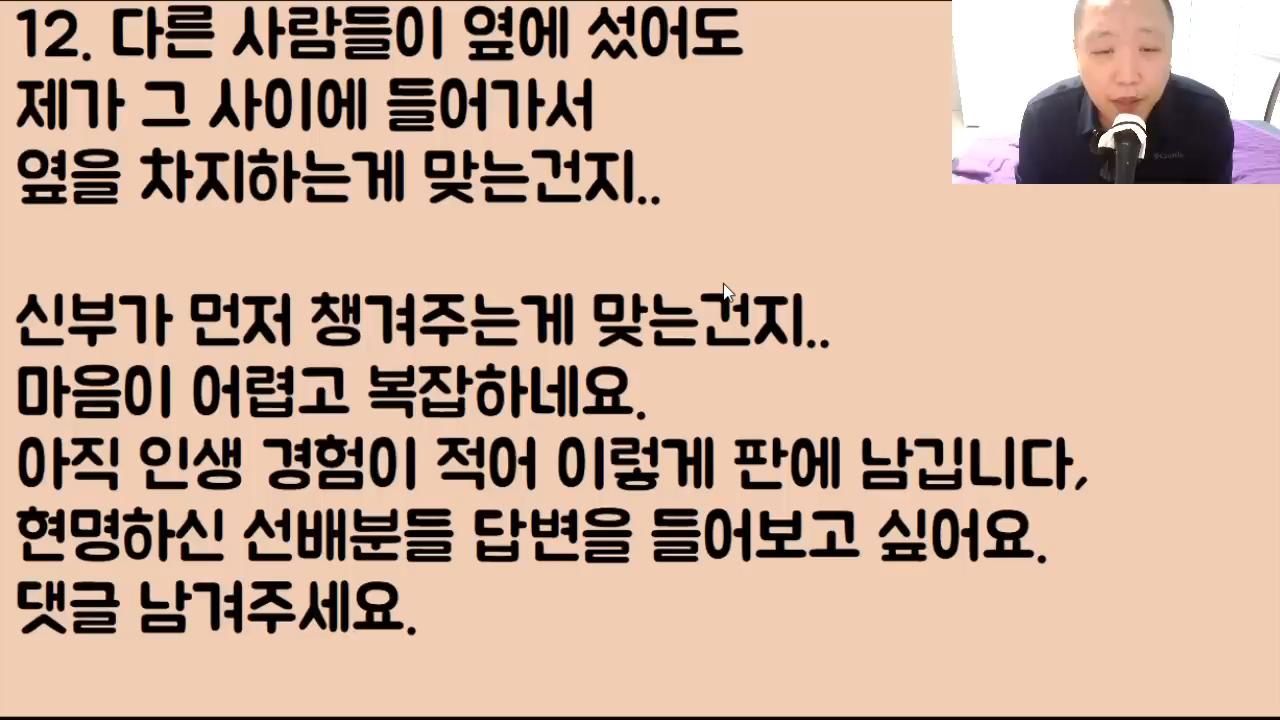 12. 다른 사람들이 옆에 섰어도
제가 그 사이에 들어가서
옆을 차지하는게 맞는건지..
신부가 먼저 챙겨주는게 맞는건지..
마음이 어렵고 복잡하네요.
아직 인생 경험이 적어 이렇게 판에 남깁니다,
현명하신 선배분들 답변을 들어보고 싶어요.
댓글 남겨주세요.